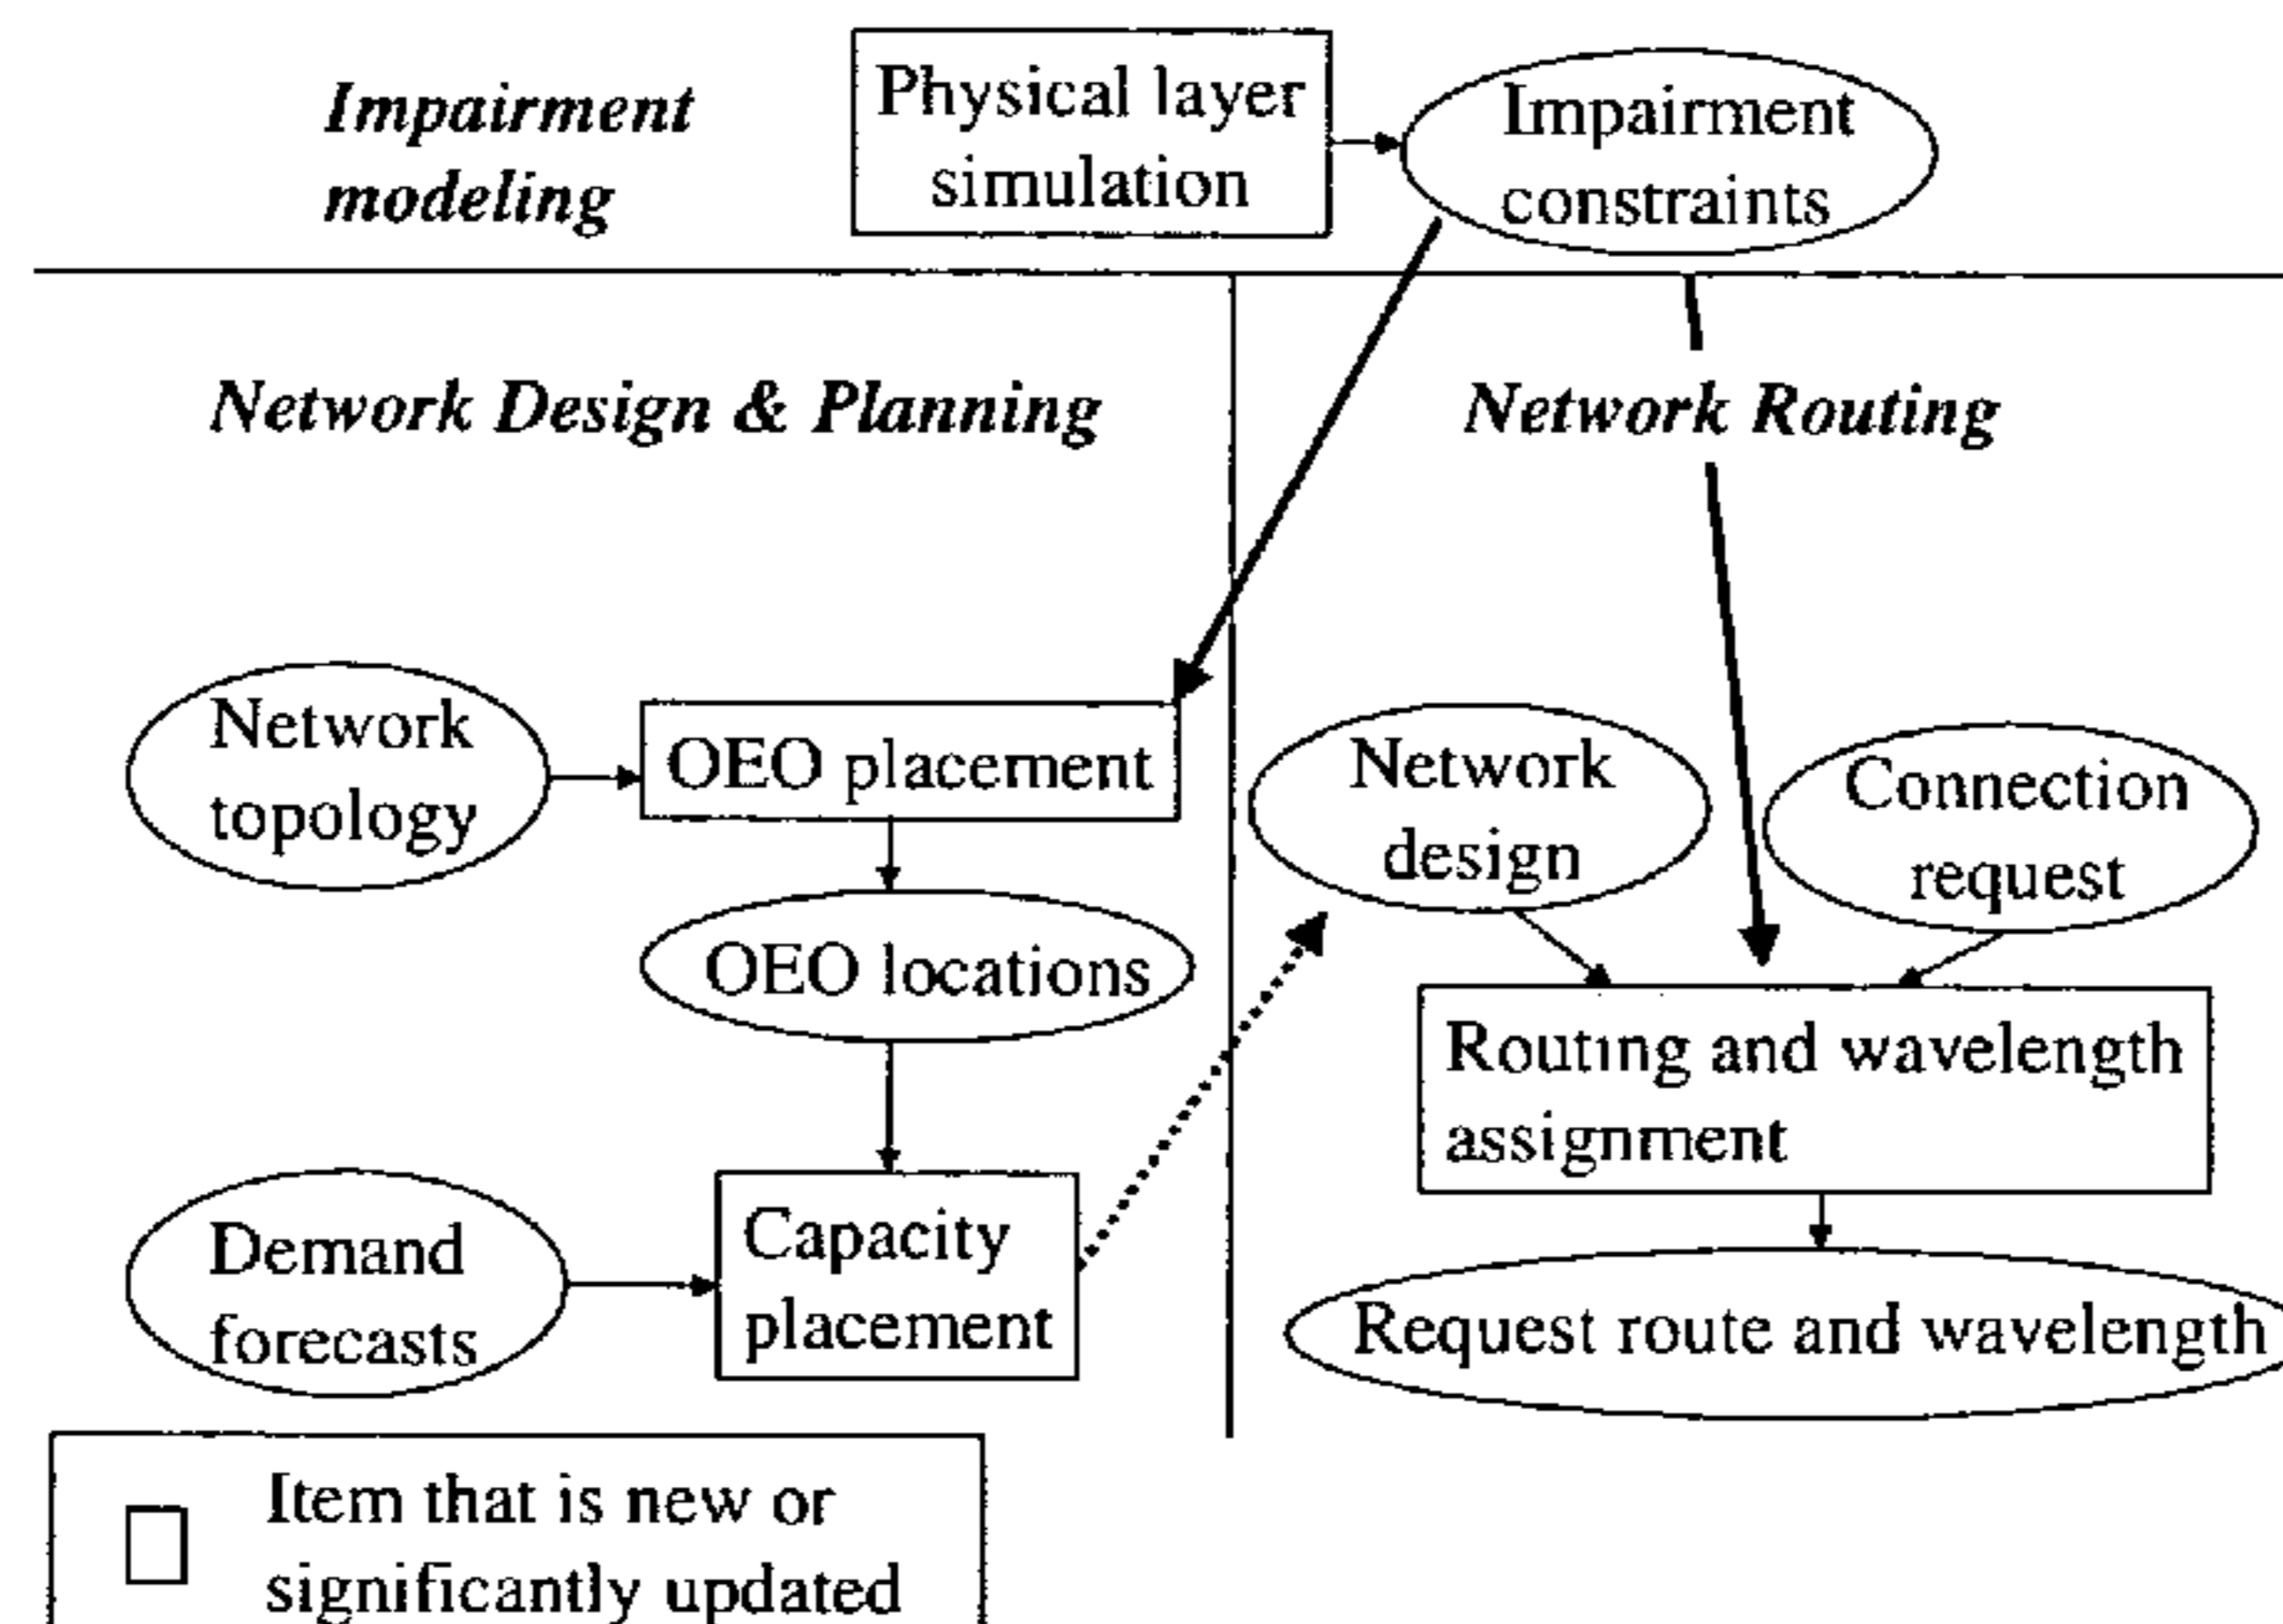 Impairment
modeling
Physical layer
simulation
Impairment
constraints
Network Design & Planning
Network Routing
Network
topology
OEO placement
OEO locations
Demand
forecasts
Capacity
placement
Network
design
Connection
request
Routing and wavelength
assignment
Request route and wavelength
Item that is new or
significantly updated